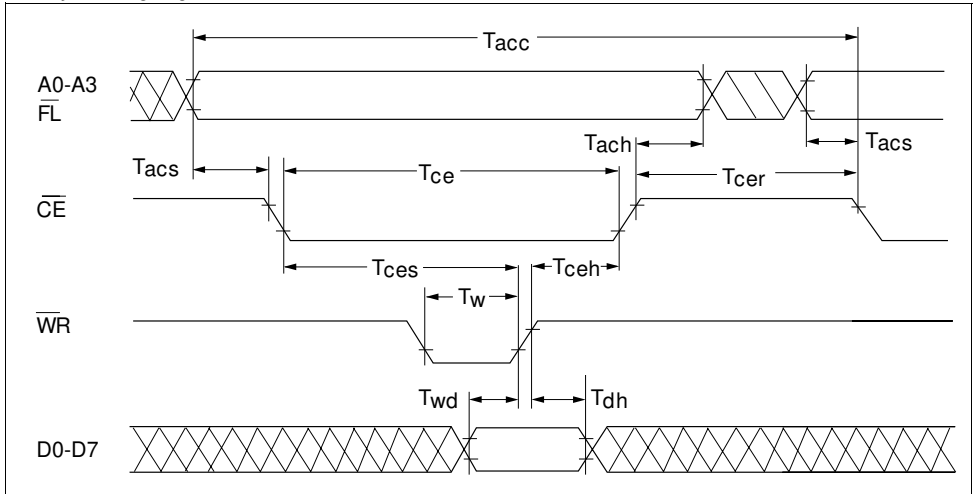 Tacc
A0-A3
FL
Tach
Tacs
Tacs
Tce
Tcer
CE
Tces
Tceh
Tw
WR
Twd
Tdh
D0-D7